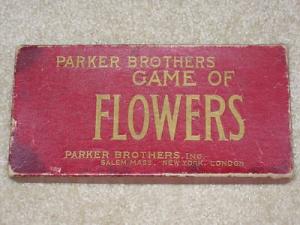 PARKER BROTHERS
GAME OF
FLOWERS
PARKER BROTHERS, INC.
SALEM, MASS. NEW YORK, LONDON